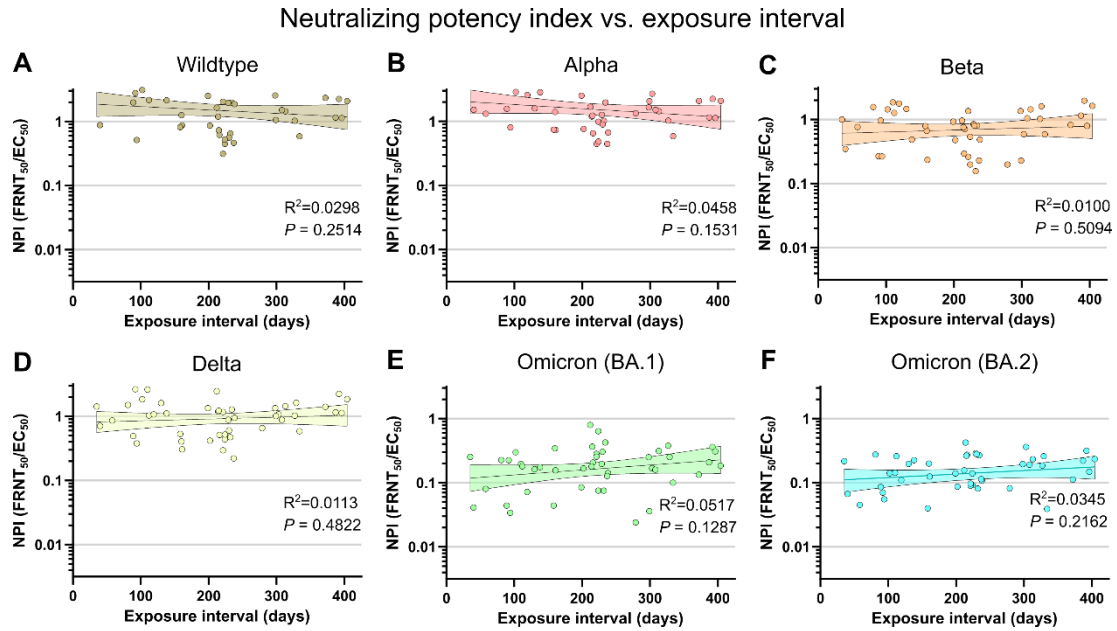 Neutralizing potency index vs. exposure interval
A
Wildtype
NPI (FRNT50/EC50)
1
0.1
0.01
R2=0.0298
P = 0.2514
0 100 200 300 400
Exposure interval (days)
B
Alpha
NPI (FRNT50/EC50)
1
0.1
0.01
R2=0.0458
P = 0.1531
0 100 200 300 400
Exposure interval (days)
C
Beta
NPI (FRNT50/EC50)
1
0.1
0.01
R2=0.0100
P = 0.5094
0 100 200 300 400
Exposure interval (days)
D
Delta
NPI (FRNT50/EC50)
1
0.1
0.01
R2=0.0113
P = 0.4822
0 100 200 300 400
Exposure interval (days)
E
Omicron (BA.1)
NPI (FRNT50/EC50)
1
0.1
0.01
R2=0.0517
P = 0.1287
0 100 200 300 400
Exposure interval (days)
F
Omicron (BA.2)
NPI (FRNT50/EC50)
1
0.1
0.01
R2=0.0345
P = 0.2162
0 100 200 300 400
Exposure interval (days)